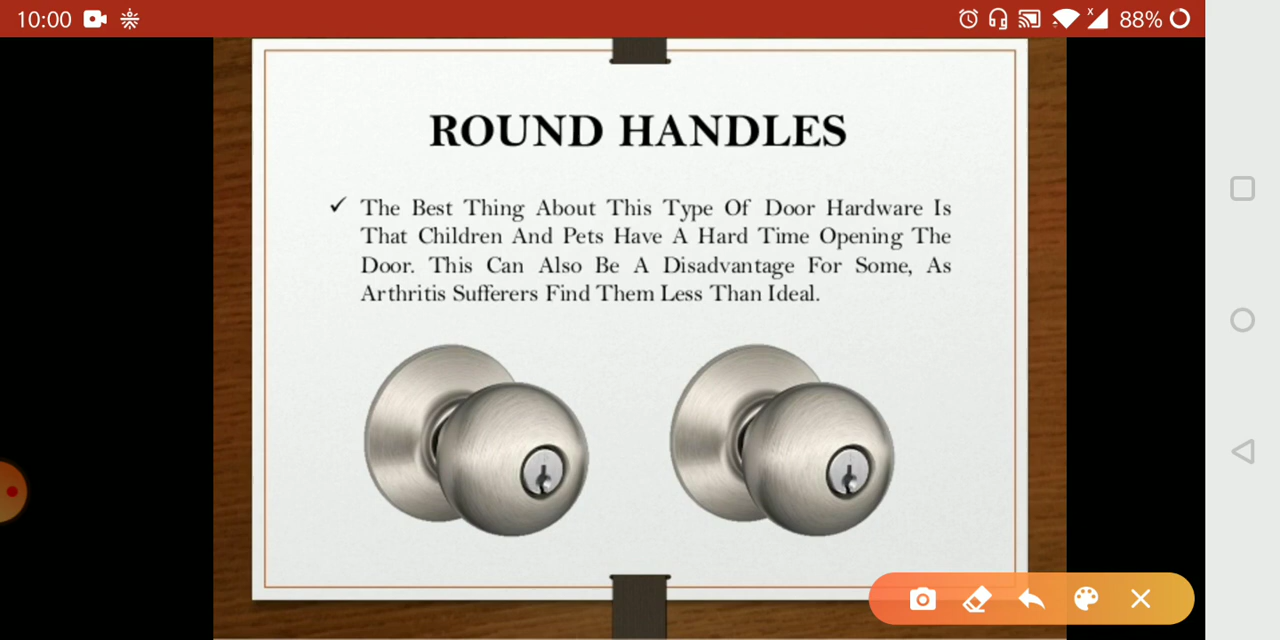 10:00
88%
ROUND HANDLES
✓ The Best Thing About This Type Of Door Hardware Is
That Children And Pets Have A Hard Time Opening The
Door. This Can Also Be A Disadvantage For Some, As
Arthritis Sufferers Find Them Less Than Ideal.